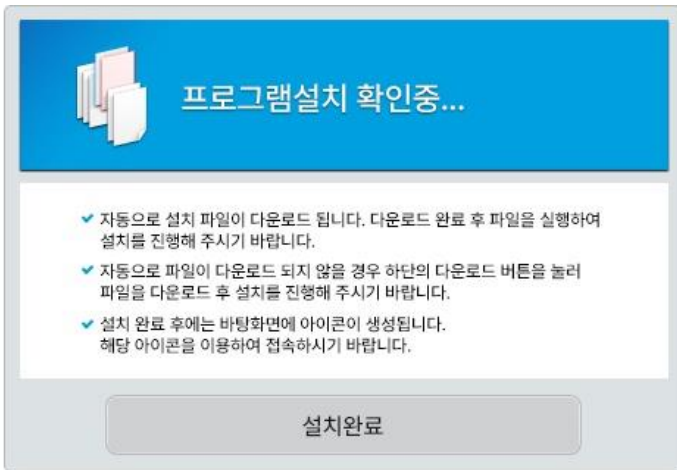 프로그램설치 확인중...
자동으로 설치 파일이 다운로드 됩니다. 다운로드 완료 후 파일을 실행하여
설치를 진행해 주시기 바랍니다.
자동으로 파일이 다운로드 되지 않을 경우 하단의 다운로드 버튼을 눌러
파일을 다운로드 후 설치를 진행해 주시기 바랍니다.
설치 완료 후에는 바탕화면에 아이콘이 생성됩니다.
해당 아이콘을 이용하여 접속하시기 바랍니다.
설치완료